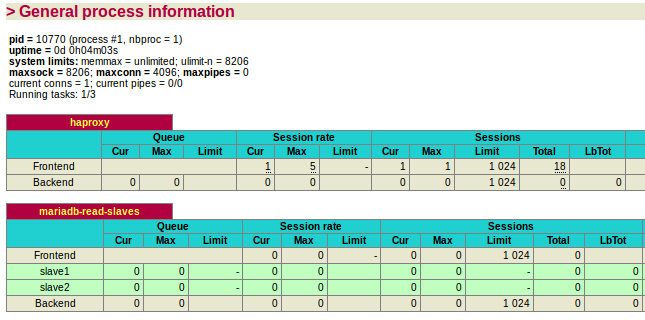 > General process information
pid = 10770 (process #1, nbproc = 1)
uptime = 0d 0h04m03s
system limits: memmax = unlimited; ulimit-n = 8206
maxsock = 8206; maxconn = 4096; maxpipes = 0
current conns = 1; current pipes = 0/0
Running tasks: 1/3
haproxy
Queue Session rate Sessions
Cur Max Limit Cur Max Limit Cur Max Limit Total LbTot
Frontend 1 5 - 1 1 1 024 18
Backend 0 0 0 0 0 0 1 024 0 0
mariadb-read-slaves
Queue Session rate Sessions
Cur Max Limit Cur Max Limit Cur Max Limit Total LbTot
Frontend 0 0 - 0 0 1 024 0
slave1 0 0 - 0 0 0 0 - 0 0
slave2 0 0 - 0 0 0 0 - 0 0
Backend 0 0 0 0 0 0 1 024 0 0